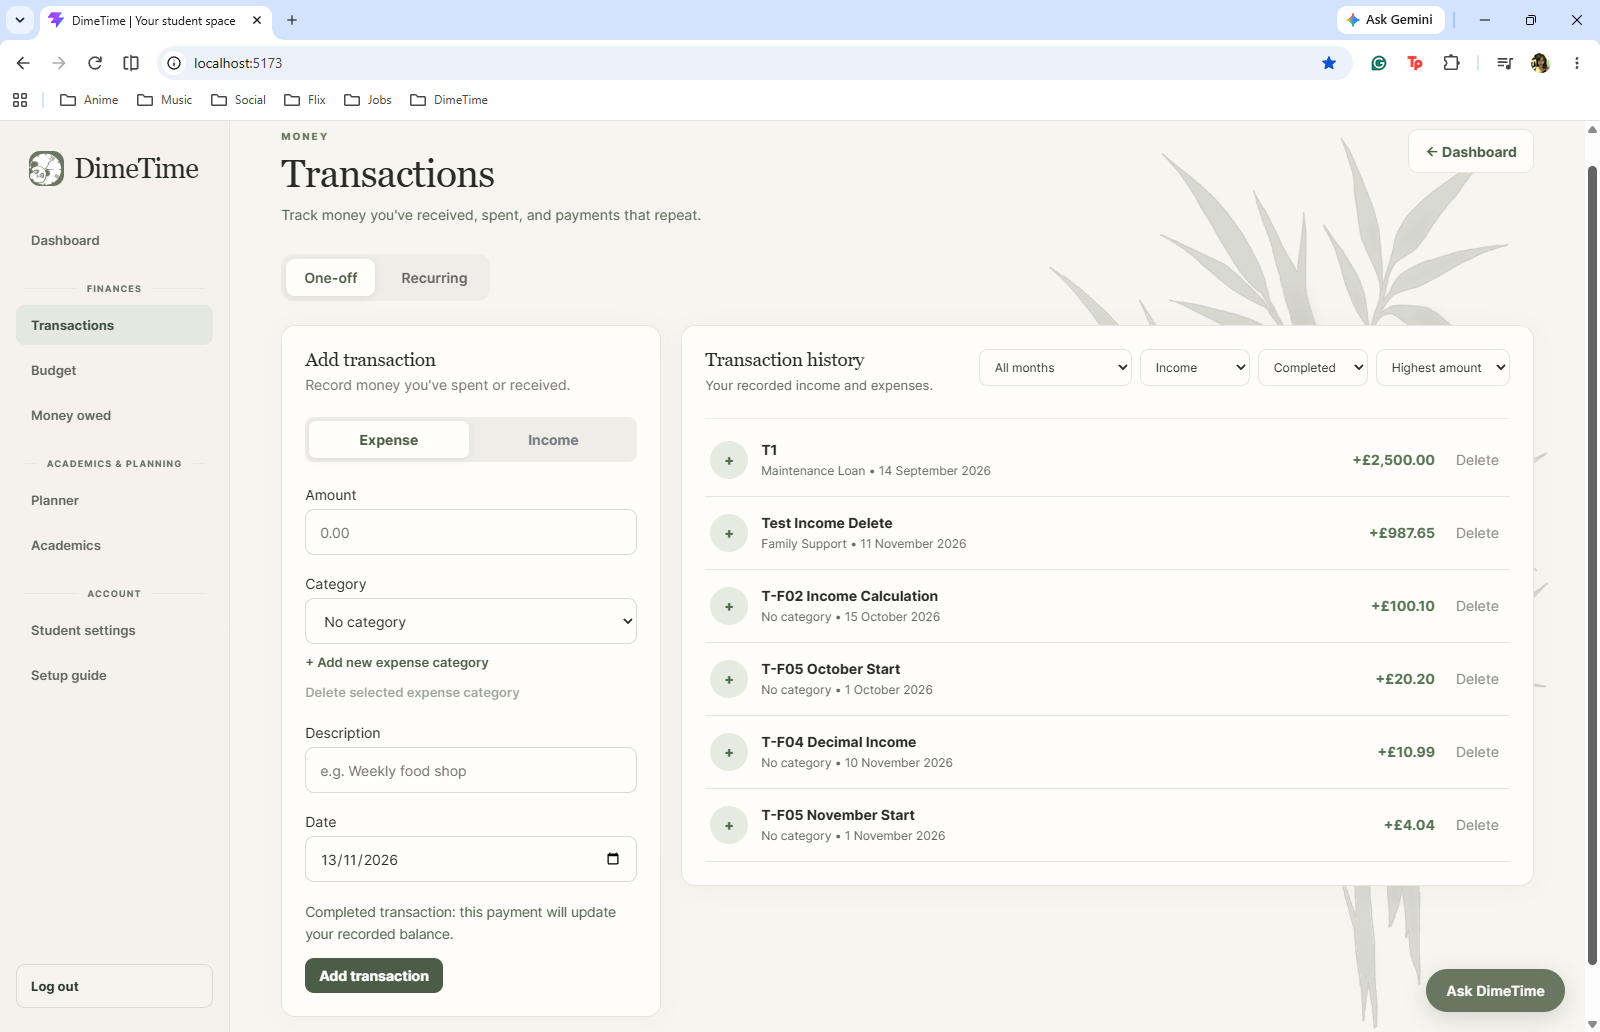 DimeTime | Your student space
Ask Gemini
localhost:5173
Anime
Music
Social
Flix
Jobs
DimeTime
DimeTime
Dashboard
FINANCES
Transactions
Budget
Money owed
ACADEMICS & PLANNING
Planner
Academics
ACCOUNT
Student settings
Setup guide
Log out
MONEY
Transactions
Track money you've received, spent, and payments that repeat.
← Dashboard
One-off
Recurring
Add transaction
Record money you've spent or received.
Expense
Income
Amount
0.00
Category
No category
+ Add new expense category
Delete selected expense category
Description
e.g. Weekly food shop
Date
13/11/2026
Completed transaction: this payment will update
your recorded balance.
Add transaction
Transaction history
Your recorded income and expenses.
All months
Income
Completed
Highest amount
+
T1
Maintenance Loan • 14 September 2026
+£2,500.00
Delete
+
Test Income Delete
Family Support • 11 November 2026
+£987.65
Delete
+
T-F02 Income Calculation
No category • 15 October 2026
+£100.10
Delete
+
T-F05 October Start
No category • 1 October 2026
+£20.20
Delete
+
T-F04 Decimal Income
No category • 10 November 2026
+£10.99
Delete
+
T-F05 November Start
No category • 1 November 2026
+£4.04
Delete
Ask DimeTime